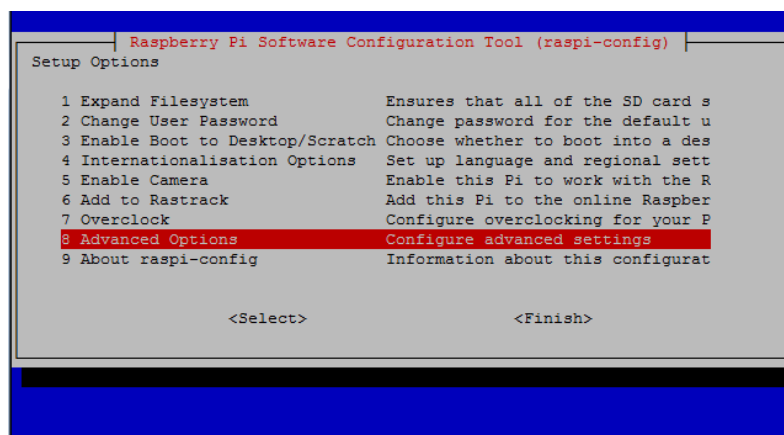 Raspberry Pi Software Configuration Tool (raspi-config)
Setup Options
1 Expand Filesystem Ensures that all of the SD card s
2 Change User Password Change password for the default u
3 Enable Boot to Desktop/Scratch Choose whether to boot into a des
4 Internationalisation Options Set up language and regional sett
5 Enable Camera Enable this Pi to work with the R
6 Add to Rastrack Add this Pi to the online Raspber
7 Overclock Configure overclocking for your P
8 Advanced Options Configure advanced settings
9 About raspi-config Information about this configurat
<Select> <Finish>